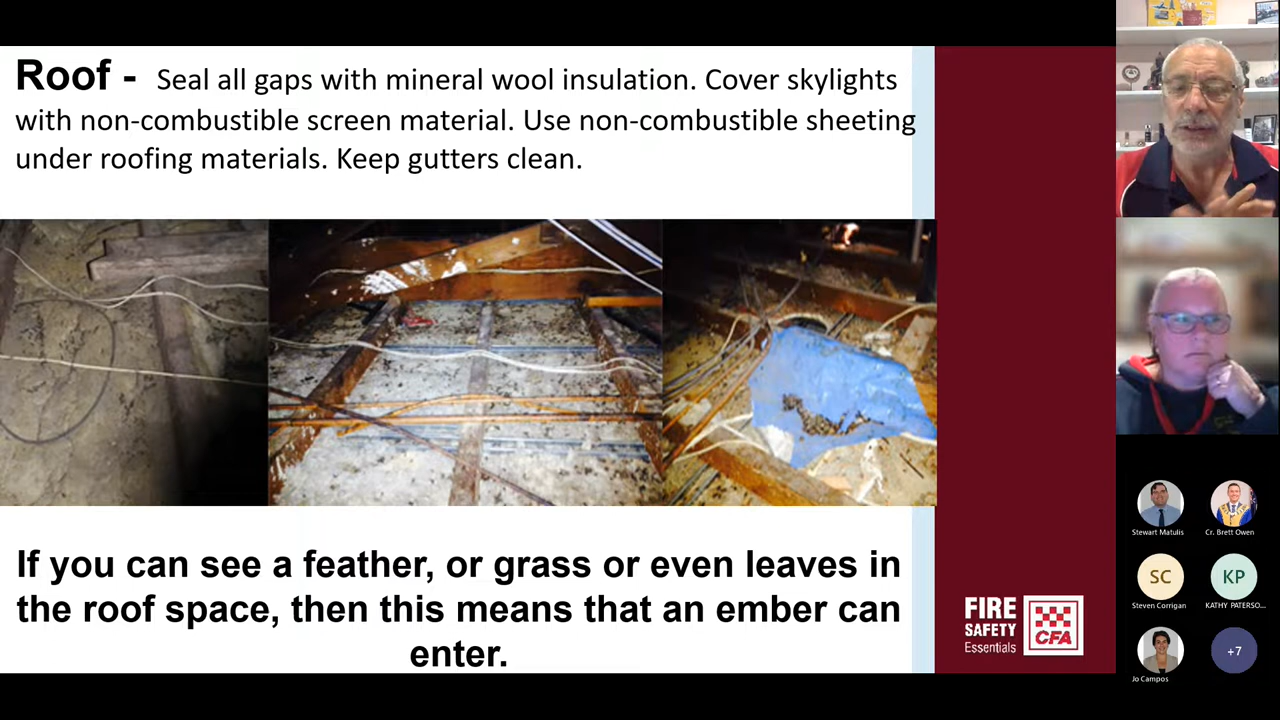 Roof - Seal all gaps with mineral wool insulation. Cover skylights
with non-combustible screen material. Use non-combustible sheeting
under roofing materials. Keep gutters clean.
If you can see a feather, or grass or even leaves in
the roof space, then this means that an ember can
enter.
FIRE
SAFETY
Essentials
CFA
Stewart Matulis
Cr. Brett Owen
SC
KP
Steven Corrigan
KATHY PATERSO...
Jo Campos
+7